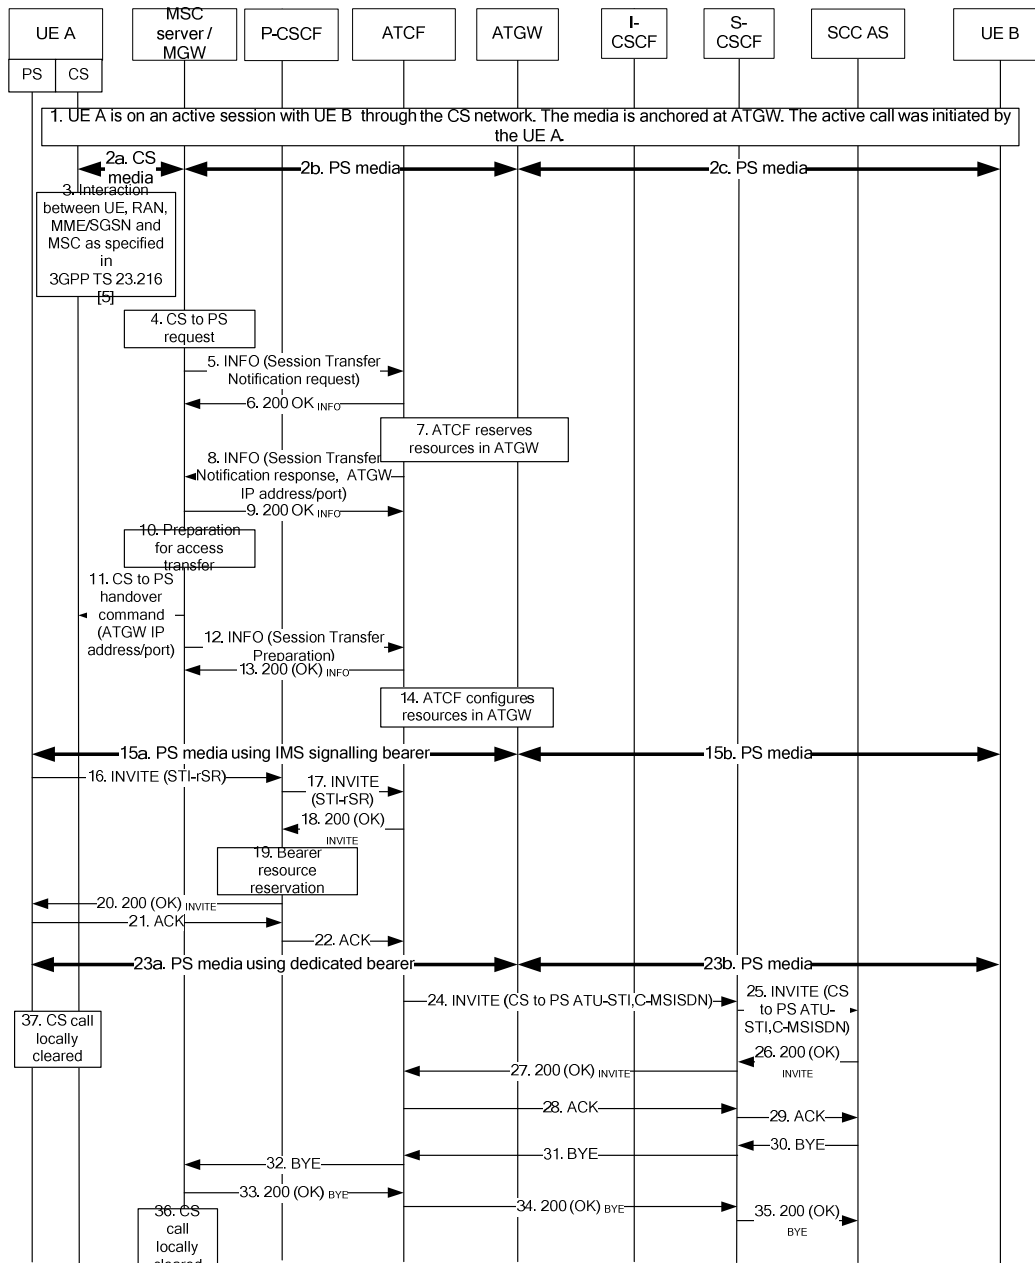 UE A
MSC
server /
MGW
P-CSCF
ATCF
ATGW
I-
CSCF
S-
CSCF
SCC AS
UE B
PS
CS
1. UE A is on an active session with UE B through the CS network. The media is anchored at ATGW. The active call was initiated by
the UE A.
2a. CS
media
2b. PS media
2c. PS media
3. Interaction
between UE, RAN,
MME/SGSN and
MSC as specified
in
3GPP TS 23.216
[5]
4. CS to PS
request
5. INFO (Session Transfer
Notification request)
6. 200 OK INFO
7. ATCF reserves
resources in ATGW
8. INFO (Session Transfer
Notification response, ATGW
IP address/port)
9. 200 OK INFO
10. Preparation
for access
transfer
11. CS to PS
handover
command
(ATGW IP
address/port)
12. INFO (Session Transfer
Preparation)
13. 200 (OK) INFO
14. ATCF configures
resources in ATGW
15a. PS media using IMS signalling bearer
15b. PS media
16. INVITE (STI-rSR)
17. INVITE
(STI-rSR)
18. 200 (OK)
INVITE
19. Bearer
resource
reservation
20. 200 (OK) INVITE
21. ACK
22. ACK
23a. PS media using dedicated bearer
23b. PS media
24. INVITE (CS to PS ATU-STI,C-MSISDN)
25. INVITE (CS
to PS ATU-
STI,C-MSISDN)
37. CS call
locally
cleared
26. 200 (OK)
INVITE
27. 200 (OK) INVITE
28. ACK
29. ACK
30. BYE
31. BYE
32. BYE
33. 200 (OK) BYE
34. 200 (OK) BYE
35. 200 (OK)
BYE
36. CS
call
locally
cleared